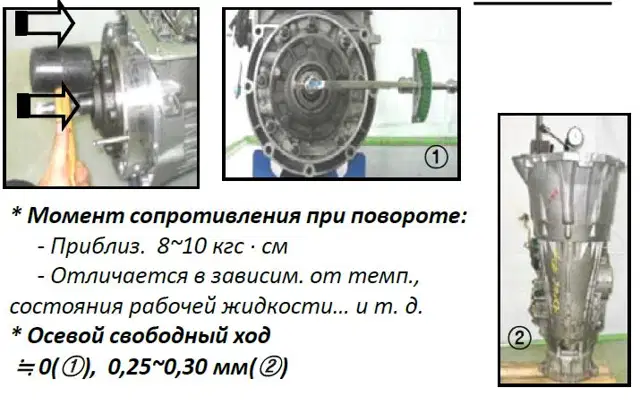 ①
②
* Момент сопротивления при повороте:
- Приблиз. 8~10 кгс · см
- Отличается в зависим. от темп.,
состояния рабочей жидкости... и т. д.
* Осевой свободный ход
≒ 0(①), 0,25~0,30 мм(②)